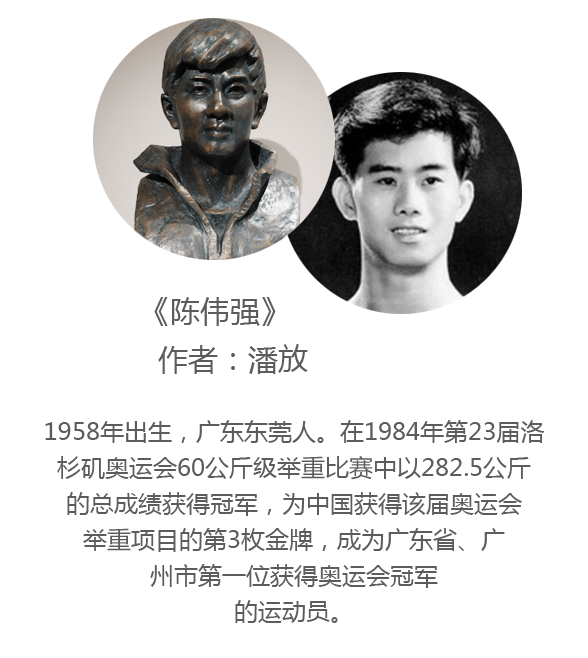 《陈伟强》
作者：潘放
1958年出生，广东东莞人。在1984年第23届洛
杉矶奥运会60公斤级举重比赛中以282.5公斤
的总成绩获得冠军，为中国获得该届奥运会
举重项目的第3枚金牌，成为广东省、广
州市第一位获得奥运会冠军
的运动员。